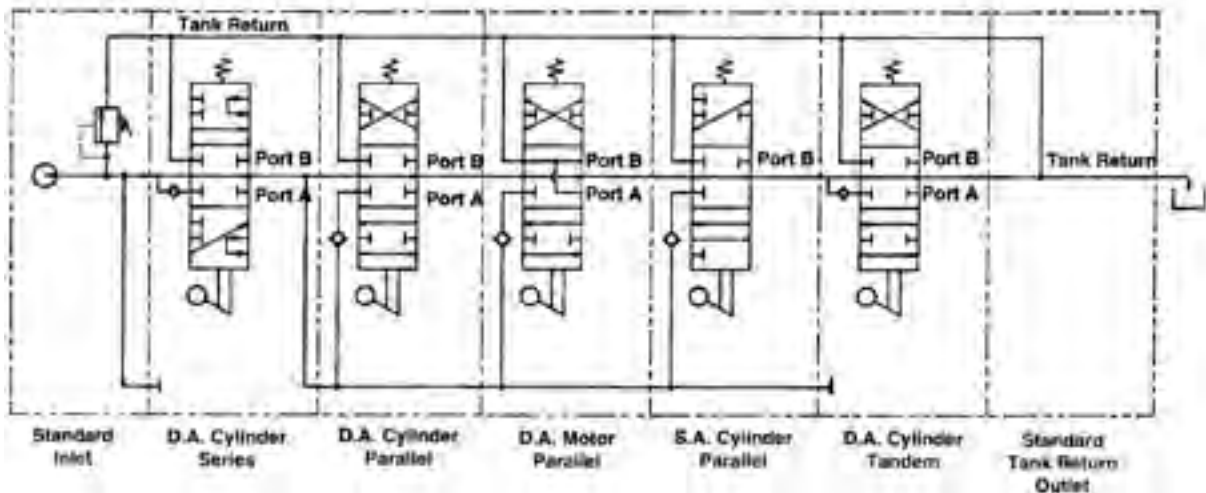 Tank Return
Port B
Port A
Port B
Port A
Port B
Port A
Port B
Port B
Port A
Tank Return
Standard
Inlet
D.A. Cylinder
Series
D.A. Cylinder
Parallel
D.A. Motor
Parallel
S.A. Cylinder
Parallel
D.A. Cylinder
Tandem
Standard
Tank Return
Outlet